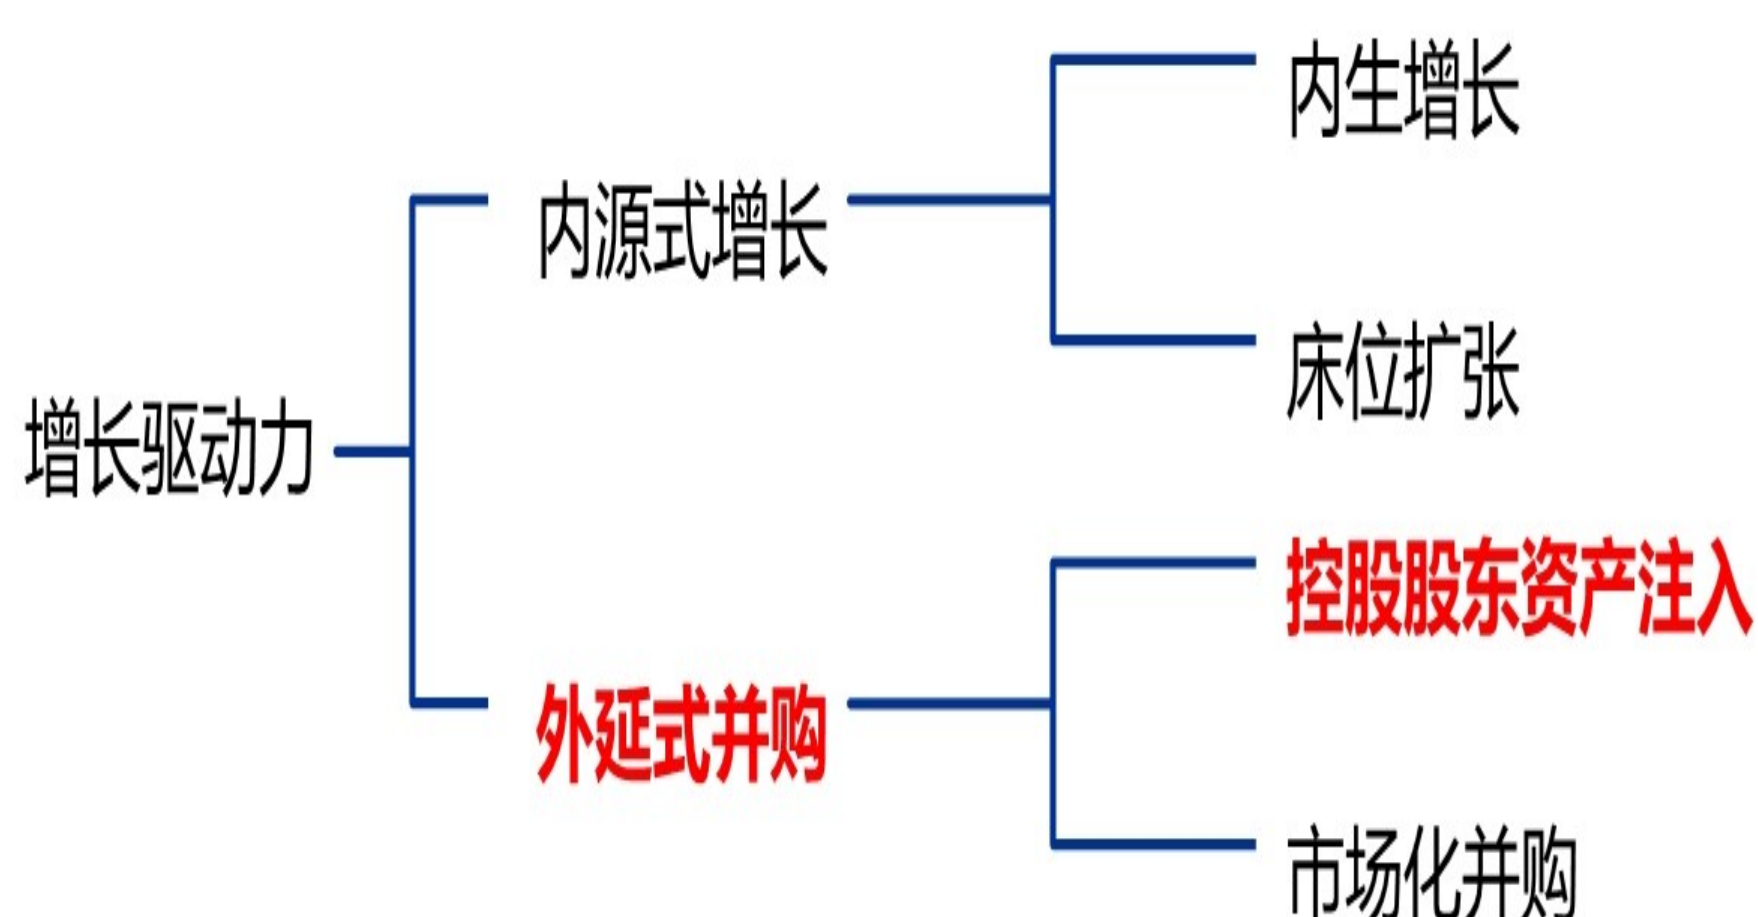 内生增长
内源式增长
床位扩张
增长驱动力
控股股东资产注入
外延式并购
市场化并购